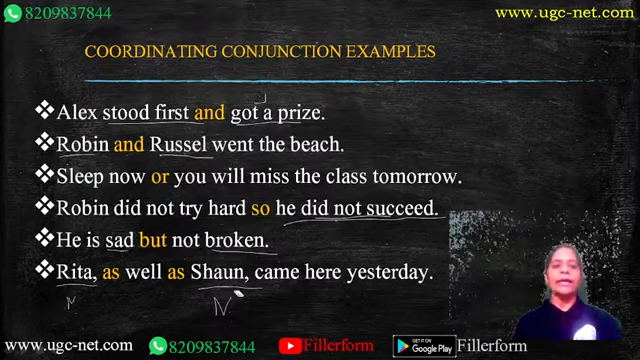 8209837844
www.ugc-net.com
COORDINATING CONJUNCTION EXAMPLES
❖Alex stood first and got a prize.
❖Robin and Russel went the beach.
❖Sleep now or you will miss the class tomorrow.
❖Robin did not try hard so he did not succeed.
❖He is sad but not broken.
❖Rita, as well as Shaun, came here yesterday.
N N
www.ugc-net.com 8209837844 Fillerform GET IT ON Google Play Fillerform